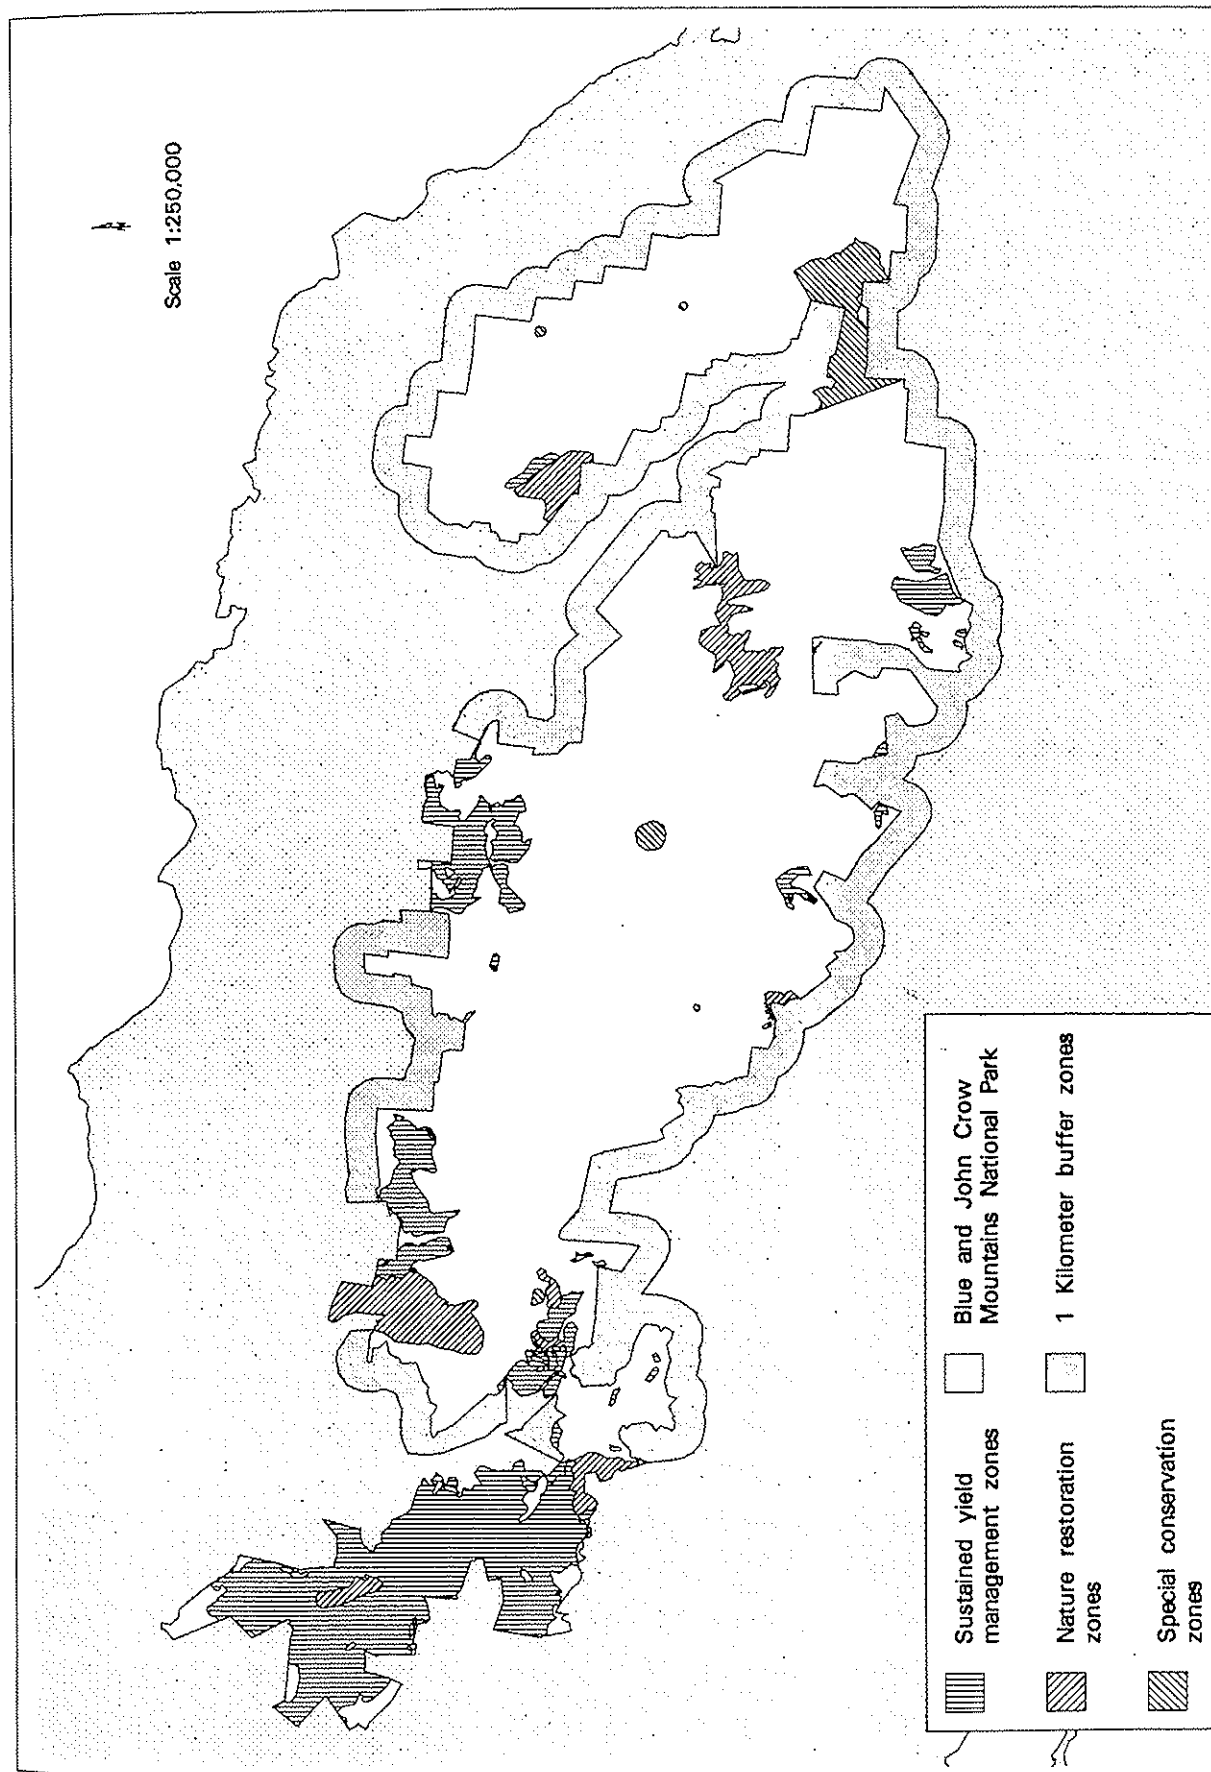 Scale 1:250,000
Sustained yield
management zones
Blue and John Crow
Mountains National Park
Nature restoration
zones
1 Kilometer buffer zones
Special conservation
zones